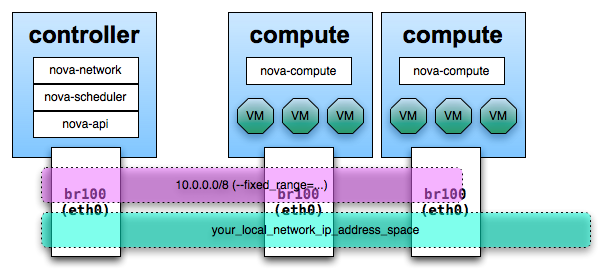 controller
nova-network
nova-scheduler
nova-api
compute
nova-compute
VM VM VM
compute
nova-compute
VM VM VM
10.0.0.0/8 (--fixed_range=...)
br100
(eth0)
br100
(eth0)
br100
(eth0)
your_local_network_ip_address_space